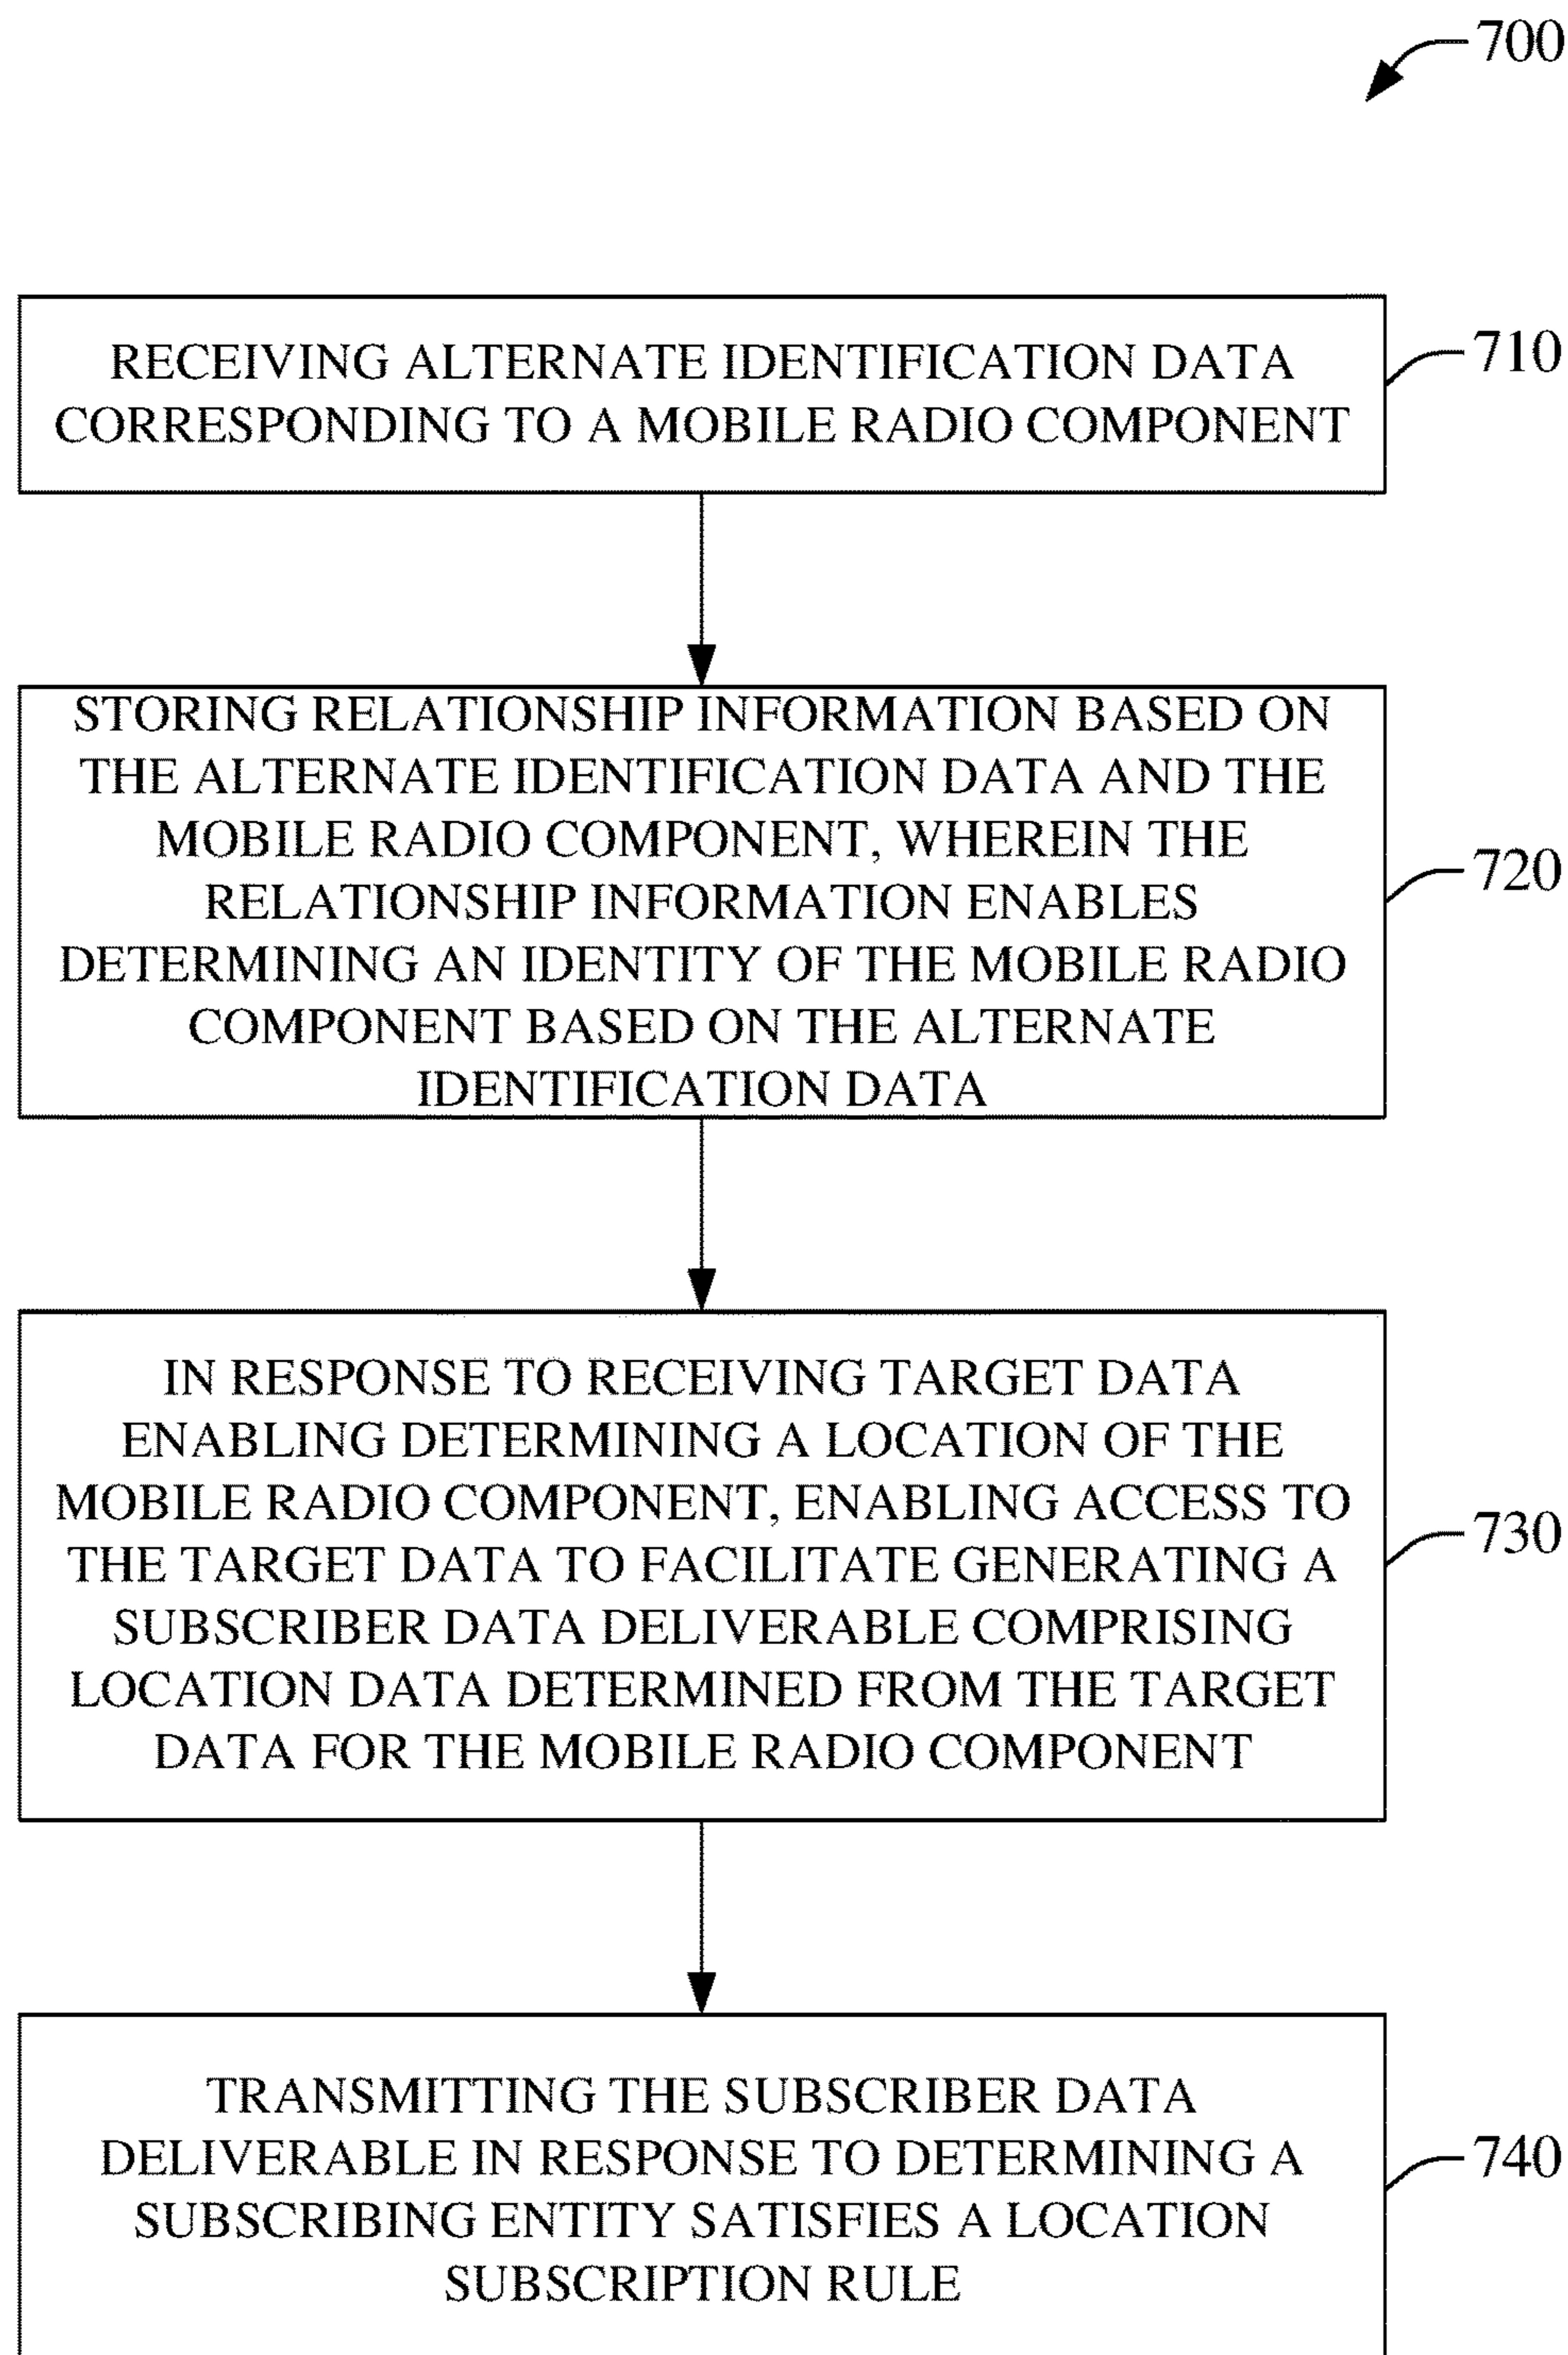 700
RECEIVING ALTERNATE IDENTIFICATION DATA
CORRESPONDING TO A MOBILE RADIO COMPONENT
710
STORING RELATIONSHIP INFORMATION BASED ON
THE ALTERNATE IDENTIFICATION DATA AND THE
MOBILE RADIO COMPONENT, WHEREIN THE
RELATIONSHIP INFORMATION ENABLES
DETERMINING AN IDENTITY OF THE MOBILE RADIO
COMPONENT BASED ON THE ALTERNATE
IDENTIFICATION DATA
720
IN RESPONSE TO RECEIVING TARGET DATA
ENABLING DETERMINING A LOCATION OF THE
MOBILE RADIO COMPONENT, ENABLING ACCESS TO
THE TARGET DATA TO FACILITATE GENERATING A
SUBSCRIBER DATA DELIVERABLE COMPRISING
LOCATION DATA DETERMINED FROM THE TARGET
DATA FOR THE MOBILE RADIO COMPONENT
730
TRANSMITTING THE SUBSCRIBER DATA
DELIVERABLE IN RESPONSE TO DETERMINING A
SUBSCRIBING ENTITY SATISFIES A LOCATION
SUBSCRIPTION RULE
740